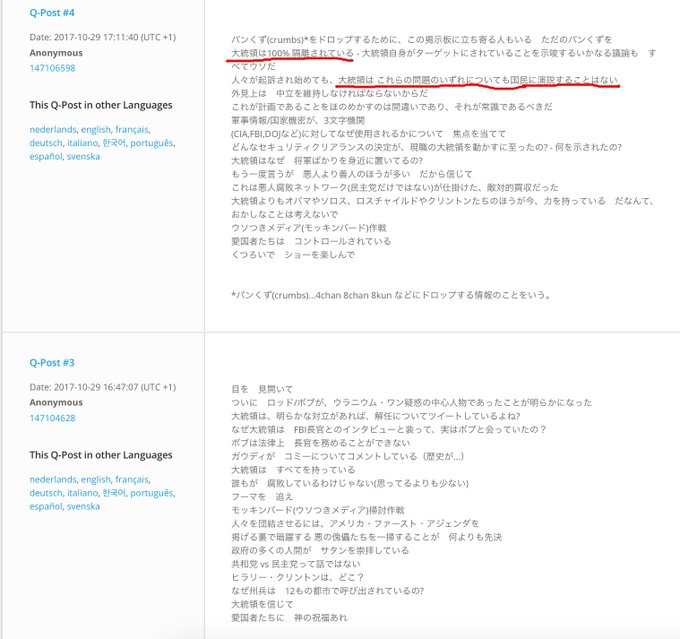 Q-Post #4
Date: 2017-10-29 17:11:40 (UTC +1)
Anonymous
147106598
This Q-Post in other Languages
nederlands, english, français,
deutsch, italiano, 한국어, português,
español, svenska
パンくず(crumbs)*をドロップするために、この掲示板に立ち寄る人もいる　ただのパンくずを
大統領は100% 隔離されている - 大統領自身がターゲットにされていることを示唆するいかなる議論も　す
べてウソだ
人々が起訴され始めても、大統領は これらの問題のいずれについても国民に演説することはない
外見上は　中立を維持しなければならないからだ
これが計画であることをほのめかすのは間違いであり、それが常識であるべきだ
軍事情報/国家機密が、3文字機関
(CIA,FBI,DOJなど)に対してなぜ使用されるかについて　焦点を当てて
どんなセキュリティクリアランスの決定が、現職の大統領を動かすに至ったの? - 何を示されたの?
大統領はなぜ　将軍ばかりを身近に置いてるの?
もう一度言うが　悪人より善人のほうが多い　だから信じて
これは悪人腐敗ネットワーク(民主党だけではない)が仕掛けた、敵対的買収だった
大統領よりもオバマやソロス、ロスチャイルドやクリントンたちのほうが今、力を持っている　だなんて、
おかしなことは考えないで
ウソつきメディア(モッキンバード)作戦
愛国者たちは　コントロールされている
くつろいで　ショーを楽しんで
*パンくず(crumbs)...4chan 8chan 8kun などにドロップする情報のことをいう。
Q-Post #3
Date: 2017-10-29 16:47:07 (UTC +1)
Anonymous
147104628
This Q-Post in other Languages
nederlands, english, français,
deutsch, italiano, 한국어, português,
español, svenska
目を　見開いて
ついに　ロッド/ボブが、ウラニウム・ワン疑惑の中心人物であったことが明らかになった
大統領は、明らかな対立があれば、解任についてツイートしているよね?
なぜ大統領は　FBI長官とのインタビューと装って、実はボブと会っていたの？
ボブは法律上　長官を務めることができない
ガウディが　コミーについてコメントしている（歴史が...）
大統領は　すべてを持っている
誰もが　腐敗しているわけじゃない(思ってるよりも少ない)
フーマを　追え
モッキンバード(ウソつきメディア)掃討作戦
人々を団結させるには、アメリカ・ファースト・アジェンダを
掲げる裏で暗躍する 悪の傀儡たちを一掃することが　何よりも先決
政府の多くの人間が　サタンを崇拝している
共和党 vs 民主党って話ではない
ヒラリー・クリントンは、どこ？
なぜ州兵は　12もの都市で呼び出されているの?
大統領を信じて
愛国者たちに　神の祝福あれ